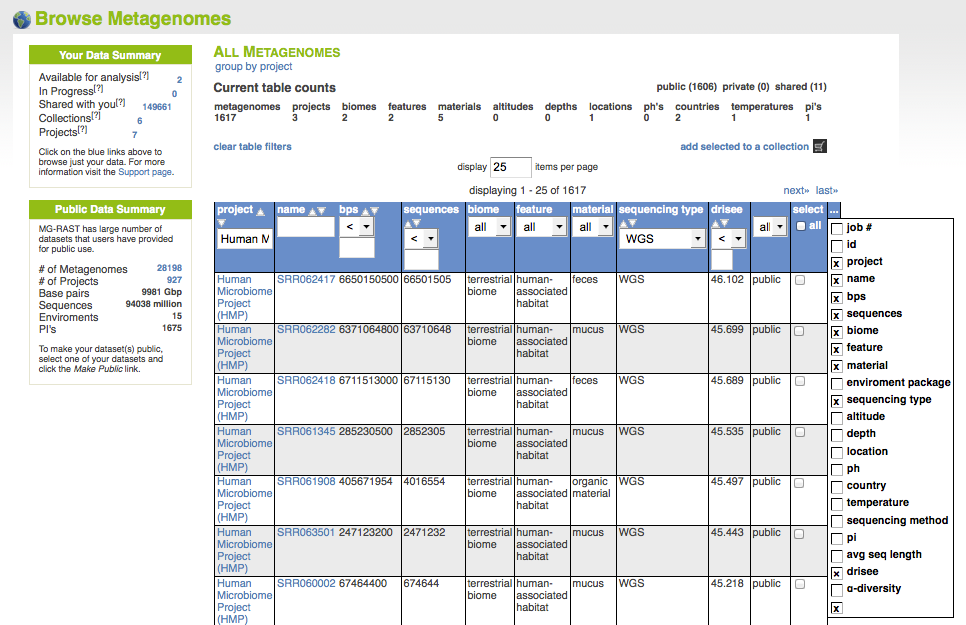 Browse Metagenomes
Your Data Summary
Available for analysis[?] 2
In Progress[?] 0
Shared with you[?] 149661
Collections[?] 6
Projects[?] 7
Click on the blue links above to
browse just your data. For more
information visit the Support page.
Public Data Summary
MG-RAST has large number of
datasets that users have provided
for public use.
# of Metagenomes 28198
# of Projects 927
Base pairs 9981 Gbp
Sequences 94038 million
Enviroments 15
PI's 1675
To make your dataset(s) public,
select one of your datasets and
click the Make Public link.
ALL METAGENOMES
group by project
Current table counts public (1606) private (0) shared (11)
metagenomes projects biomes features materials altitudes depths locations ph's countries temperatures pi's
1617 3 2 2 5 0 0 1 0 2 1 1
clear table filters add selected to a collection
display 25 items per page
displaying 1 - 25 of 1617 next» last»
project name bps sequences biome feature material sequencing type drisee select ...
Human M < < all all all WGS < all all
Human Microbiome Project (HMP) SRR062417 6650150500 66501505 terrestrial biome human-associated habitat feces WGS 46.102 public
Human Microbiome Project (HMP) SRR062282 6371064800 63710648 terrestrial biome human-associated habitat mucus WGS 45.699 public
Human Microbiome Project (HMP) SRR062418 6711513000 67115130 terrestrial biome human-associated habitat feces WGS 45.689 public
Human Microbiome Project (HMP) SRR061345 285230500 2852305 terrestrial biome human-associated habitat mucus WGS 45.535 public
Human Microbiome Project (HMP) SRR061908 405671954 4016554 terrestrial biome human-associated habitat organic material WGS 45.497 public
Human Microbiome Project (HMP) SRR063501 247123200 2471232 terrestrial biome human-associated habitat mucus WGS 45.443 public
Human Microbiome Project (HMP) SRR060002 67464400 674644 terrestrial biome human-associated habitat mucus WGS 45.218 public
job #
id
x project
x name
x bps
x sequences
x biome
x feature
x material
enviroment package
x sequencing type
altitude
depth
location
ph
country
temperature
sequencing method
pi
avg seq length
x drisee
α-diversity
x